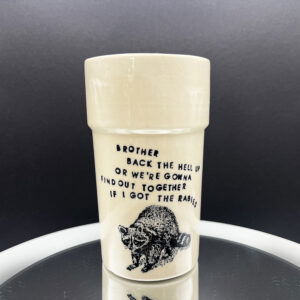 BROTHER
BACK THE HELL UP
OR WE'RE GONNA
FIND OUT TOGETHER
IF I GOT THE RABIES